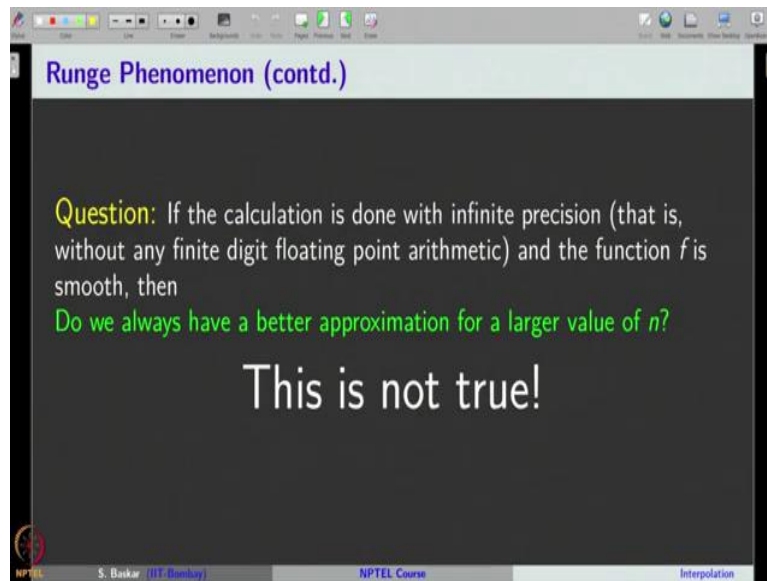 Runge Phenomenon (contd.)
Question: If the calculation is done with infinite precision (that is,
without any finite digit floating point arithmetic) and the function f is
smooth, then
Do we always have a better approximation for a larger value of n?
This is not true!
NPTEL S. Baskar (IIT-Bombay) NPTEL Course Interpolation